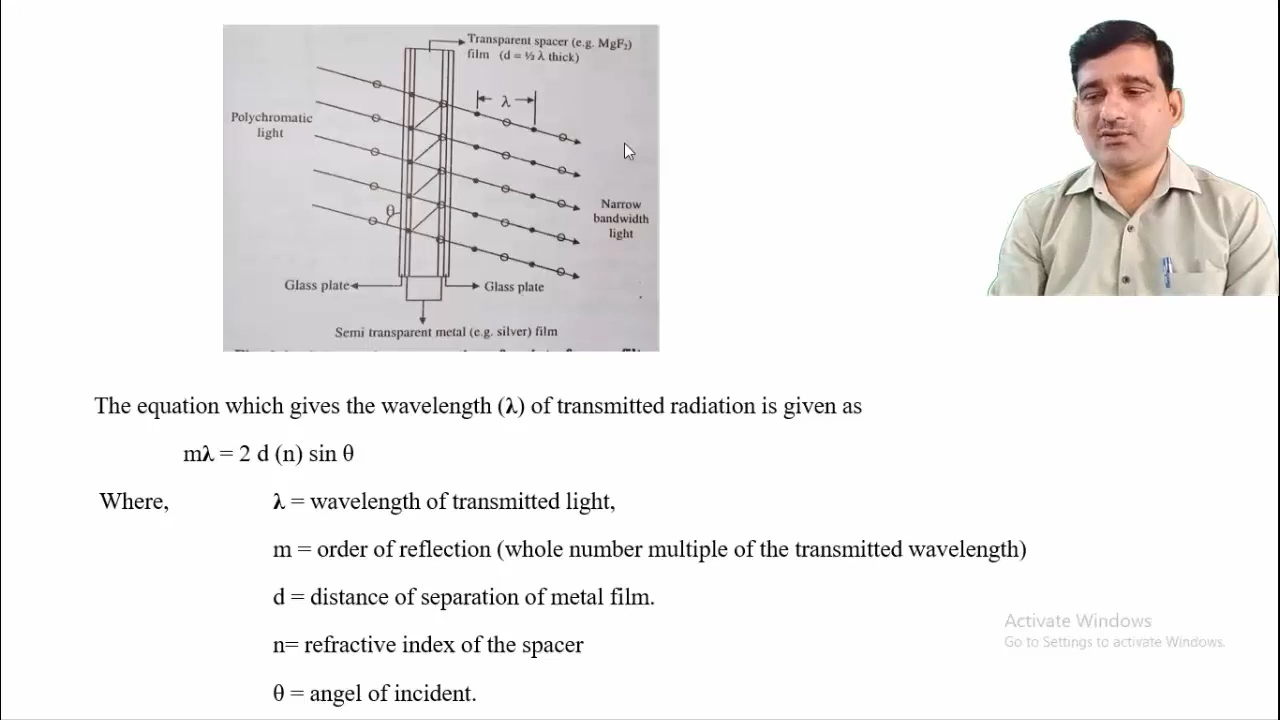 Transparent spacer (e.g. MgF₂)
film (d = ½ λ thick)
λ
Polychromatic
light
θ
Narrow
bandwidth
light
Glass plate
Glass plate
Semi transparent metal (e.g. silver) film
The equation which gives the wavelength (λ) of transmitted radiation is given as
mλ = 2 d (n) sin θ
Where, λ = wavelength of transmitted light,
m = order of reflection (whole number multiple of the transmitted wavelength)
d = distance of separation of metal film.
n= refractive index of the spacer
θ = angel of incident.
Activate Windows
Go to Settings to activate Windows.